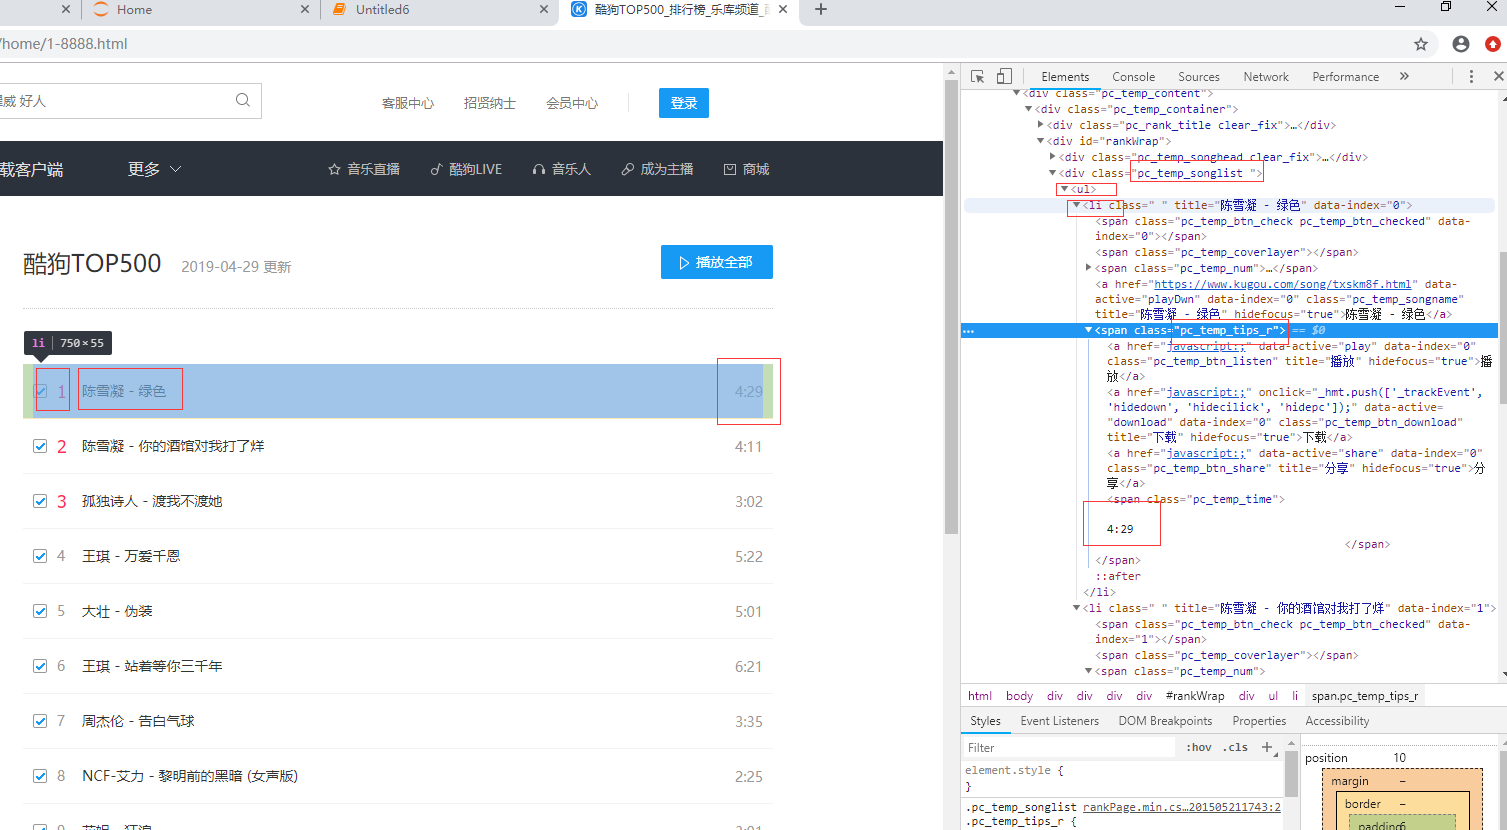 Home
Untitled6
酷狗TOP500_排行榜_乐库频道_
/home/1-8888.html
威 好人
客服中心 招贤纳士 会员中心 登录
载客户端 更多 音乐直播 酷狗LIVE 音乐人 成为主播 商城
酷狗TOP500 2019-04-29 更新 播放全部
li 750×55
1 陈雪凝 - 绿色 4:29
2 陈雪凝 - 你的酒馆对我打了烊 4:11
3 孤独诗人 - 渡我不渡她 3:02
4 王琪 - 万爱千恩 5:22
5 大壮 - 伪装 5:01
6 王琪 - 站着等你三千年 6:21
7 周杰伦 - 告白气球 3:35
8 NCF-艾力 - 黎明前的黑暗 (女声版) 2:25
Elements Console Sources Network Performance »
<div class="pc_temp_content">
<div class="pc_temp_container">
<div class="pc_rank_title clear_fix">…</div>
<div id="rankWrap">
<div class="pc_temp_songhead clear_fix">…</div>
<div class="pc_temp_songlist ">
<ul>
<li class=" " title="陈雪凝 - 绿色" data-index="0">
<span class="pc_temp_btn_check pc_temp_btn_checked" data-
index="0"></span>
<span class="pc_temp_coverlayer"></span>
<span class="pc_temp_num">…</span>
<a href="https://www.kugou.com/song/txskm8f.html" data-
active="playDwn" data-index="0" class="pc_temp_songname"
title="陈雪凝 - 绿色" hidefocus="true">陈雪凝 - 绿色</a>
… <span class="pc_temp_tips_r"> == $0
<a href="javascript:;" data-active="play" data-index="0"
class="pc_temp_btn_listen" title="播放" hidefocus="true">播
放</a>
<a href="javascript:;" onclick="_hmt.push(['_trackEvent',
'hidedown', 'hidecilick', 'hidepc']);" data-active=
"download" data-index="0" class="pc_temp_btn_download"
title="下载" hidefocus="true">下载</a>
<a href="javascript:;" data-active="share" data-index="0"
class="pc_temp_btn_share" title="分享" hidefocus="true">分
享</a>
<span class="pc_temp_time">
4:29
</span>
</span>
::after
</li>
<li class=" " title="陈雪凝 - 你的酒馆对我打了烊" data-index="1">
<span class="pc_temp_btn_check pc_temp_btn_checked" data-
index="1"></span>
<span class="pc_temp_coverlayer"></span>
<span class="pc_temp_num">
html body div div div div #rankWrap div ul li span.pc_temp_tips_r
Styles Event Listeners DOM Breakpoints Properties Accessibility
Filter :hov .cls +
element.style {
}
.pc_temp_songlist rankPage.min.cs…201505211743:2
.pc_temp_tips_r {
position 10
margin –
border –
padding 6